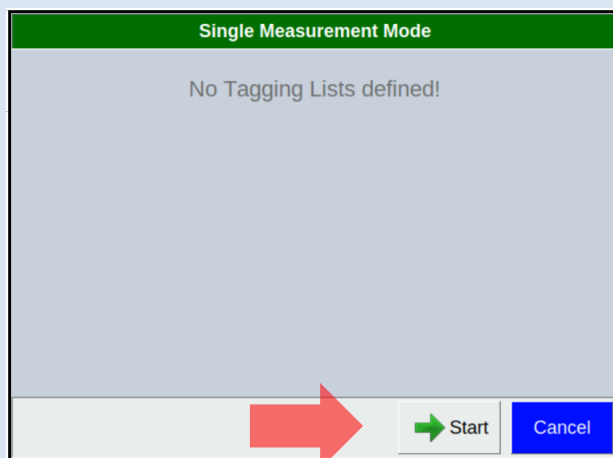 Single Measurement Mode
No Tagging Lists defined!
Start
Cancel